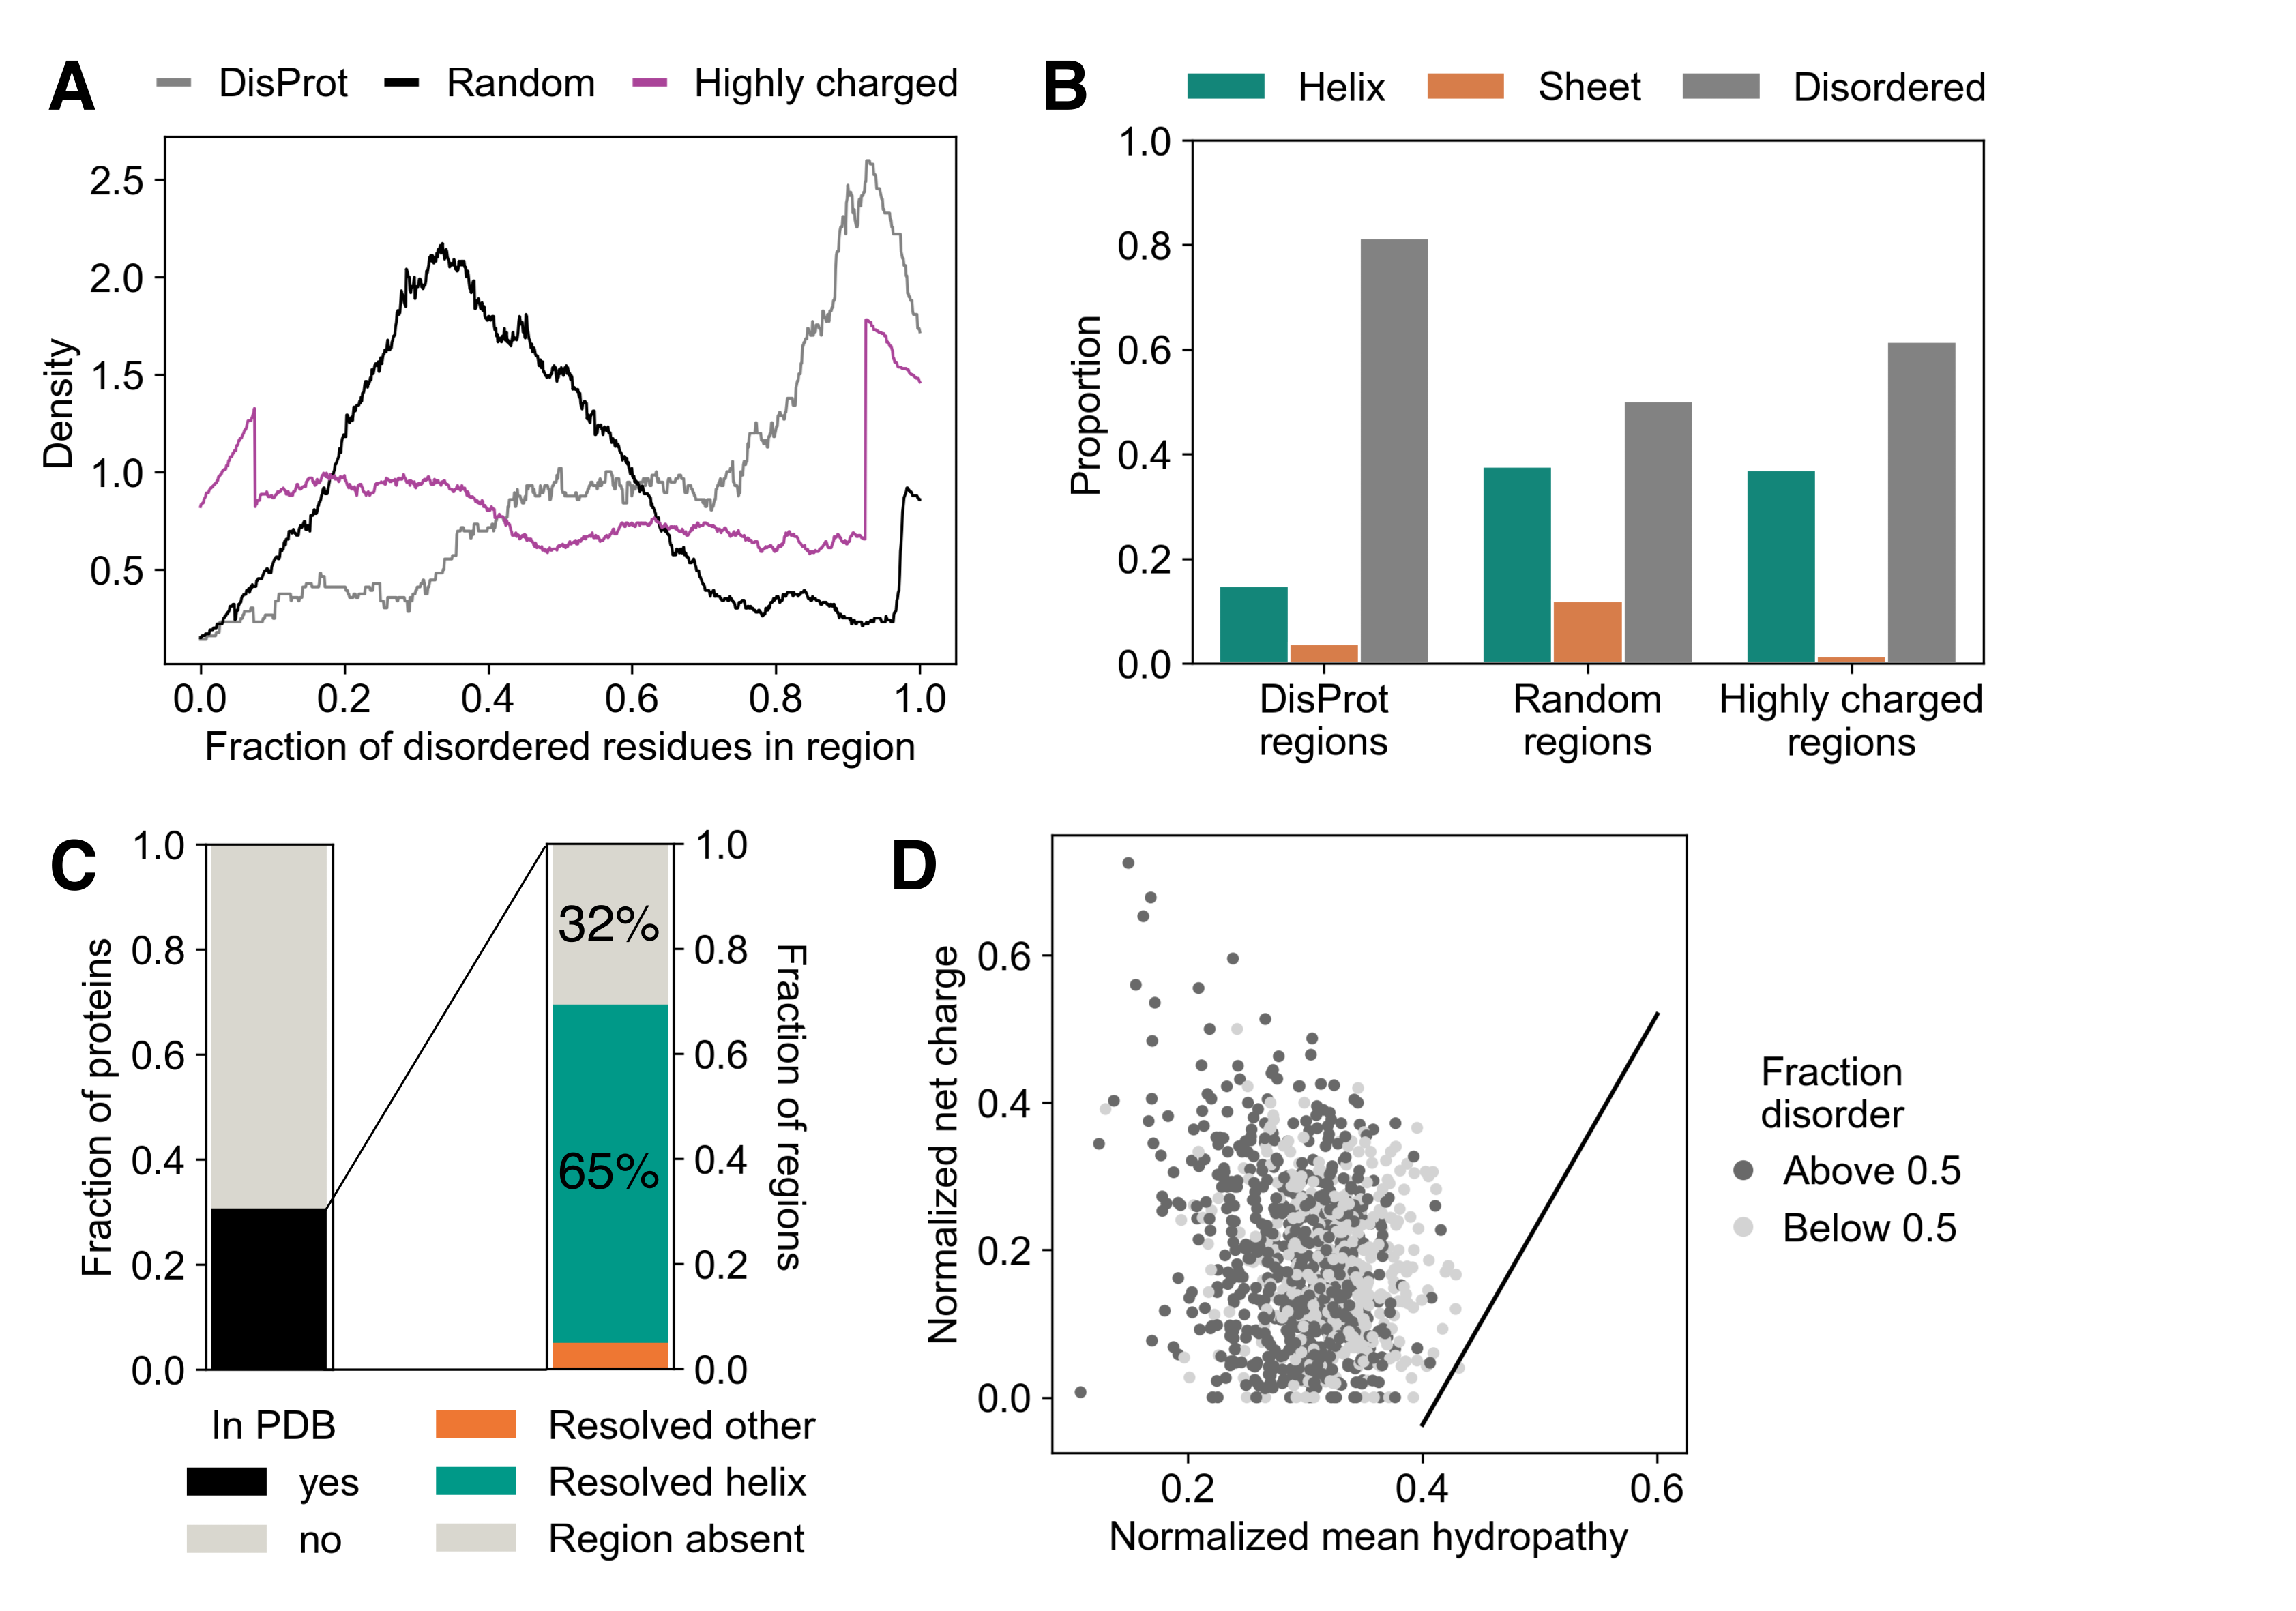 A
DisProt
Random
Highly charged
2.5
2.0
1.5
1.0
0.5
Density
0.0
0.2
0.4
0.6
0.8
1.0
Fraction of disordered residues in region
B
Helix
Sheet
Disordered
1.0
0.8
0.6
0.4
0.2
0.0
Proportion
DisProt
regions
Random
regions
Highly charged
regions
C
1.0
0.8
0.6
0.4
0.2
0.0
Fraction of proteins
32%
65%
1.0
0.8
0.6
0.4
0.2
0.0
Fraction of regions
In PDB
yes
no
Resolved other
Resolved helix
Region absent
D
0.6
0.4
0.2
0.0
Normalized net charge
0.2
0.4
0.6
Normalized mean hydropathy
Fraction
disorder
Above 0.5
Below 0.5